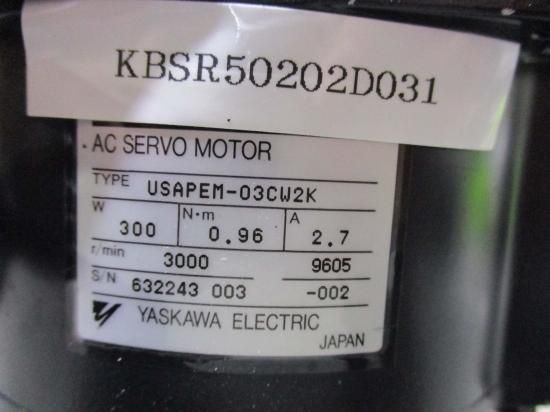 KBSR50202D031
AC SERVO MOTOR
TYPE USAPEM-03CW2K
W 300 N·m 0.96 A 2.7
r/min 3000 9605
S/N 632243 003 -002
YASKAWA ELECTRIC
JAPAN